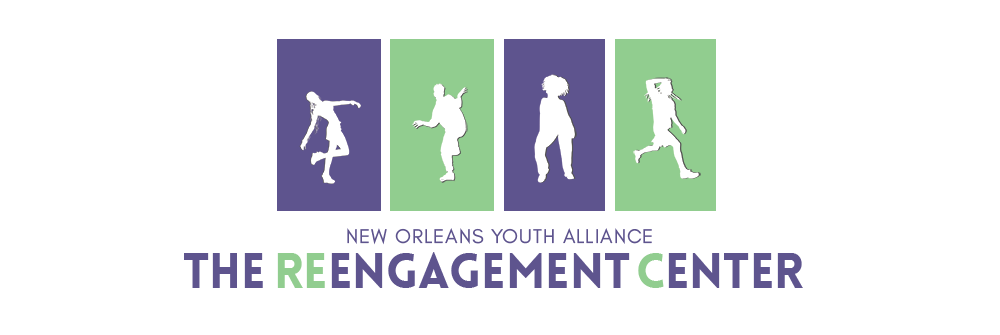 NEW ORLEANS YOUTH ALLIANCE
THE REENGAGEMENT CENTER